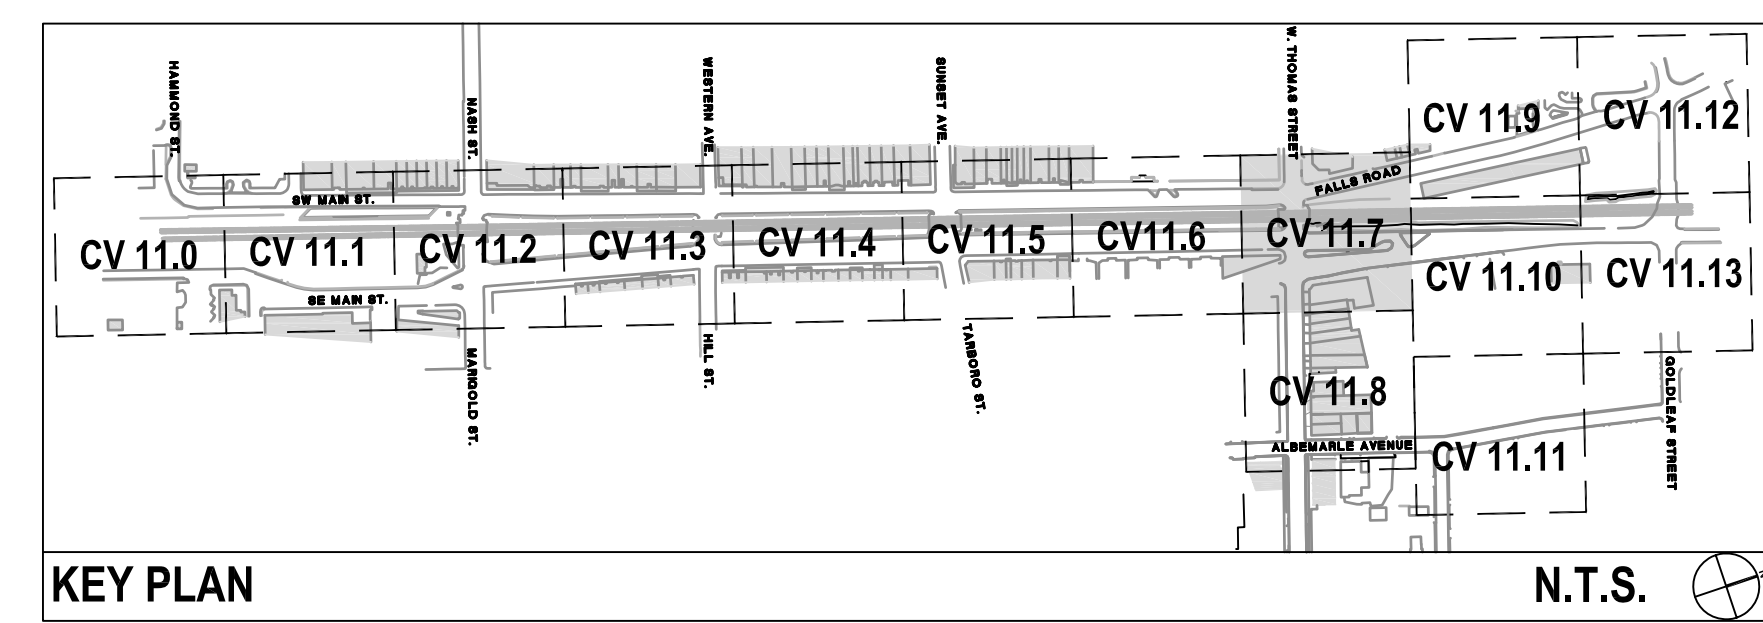 HAMMOND ST.
NASH ST.
WESTERN AVE.
SUNSET AVE.
W. THOMAS STREET
CV 11.9
CV 11.12
FALLS ROAD
SW MAIN ST.
CV 11.0
CV 11.1
CV 11.2
CV 11.3
CV 11.4
CV 11.5
CV11.6
CV 11.7
CV 11.10
CV 11.13
SE MAIN ST.
MARIGOLD ST.
HILL ST.
TARBORO ST.
CV 11.8
GOLDLEAF STREET
ALBEMARLE AVENUE
CV 11.11
KEY PLAN
N.T.S.